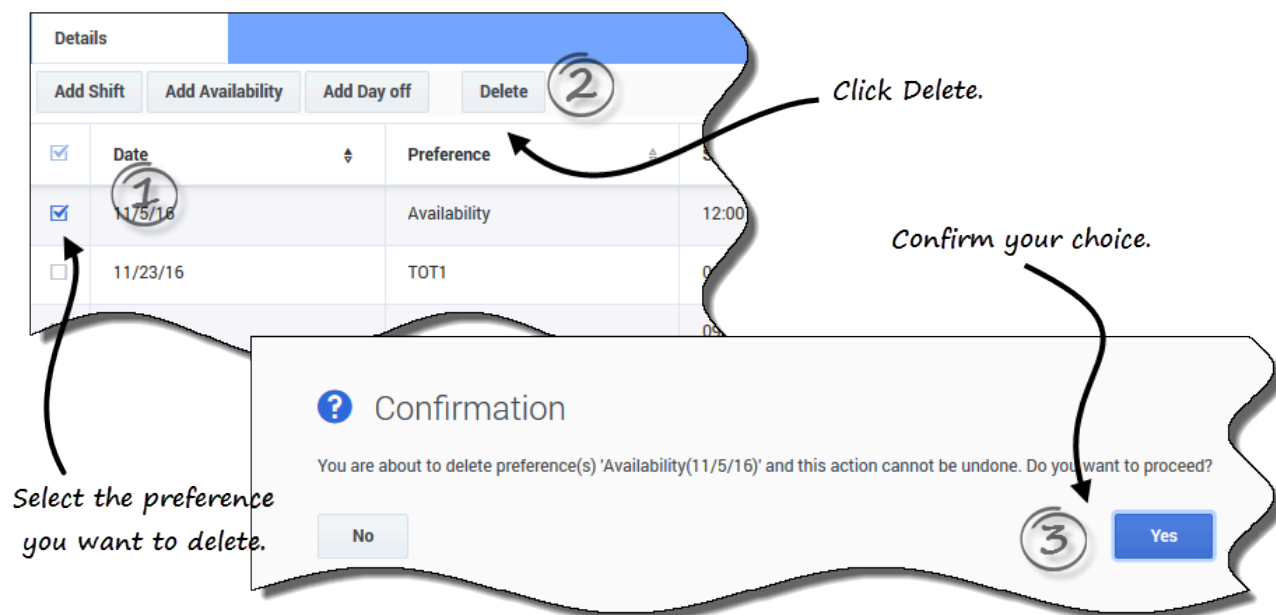 Details
Add Shift Add Availability Add Day off Delete 2
Click Delete.
Date Preference
1
11/5/16 Availability 12:00
Confirm your choice.
11/23/16 TOT1
09
Confirmation
You are about to delete preference(s) 'Availability(11/5/16)' and this action cannot be undone. Do you want to proceed?
Select the preference
you want to delete.
No 3 Yes